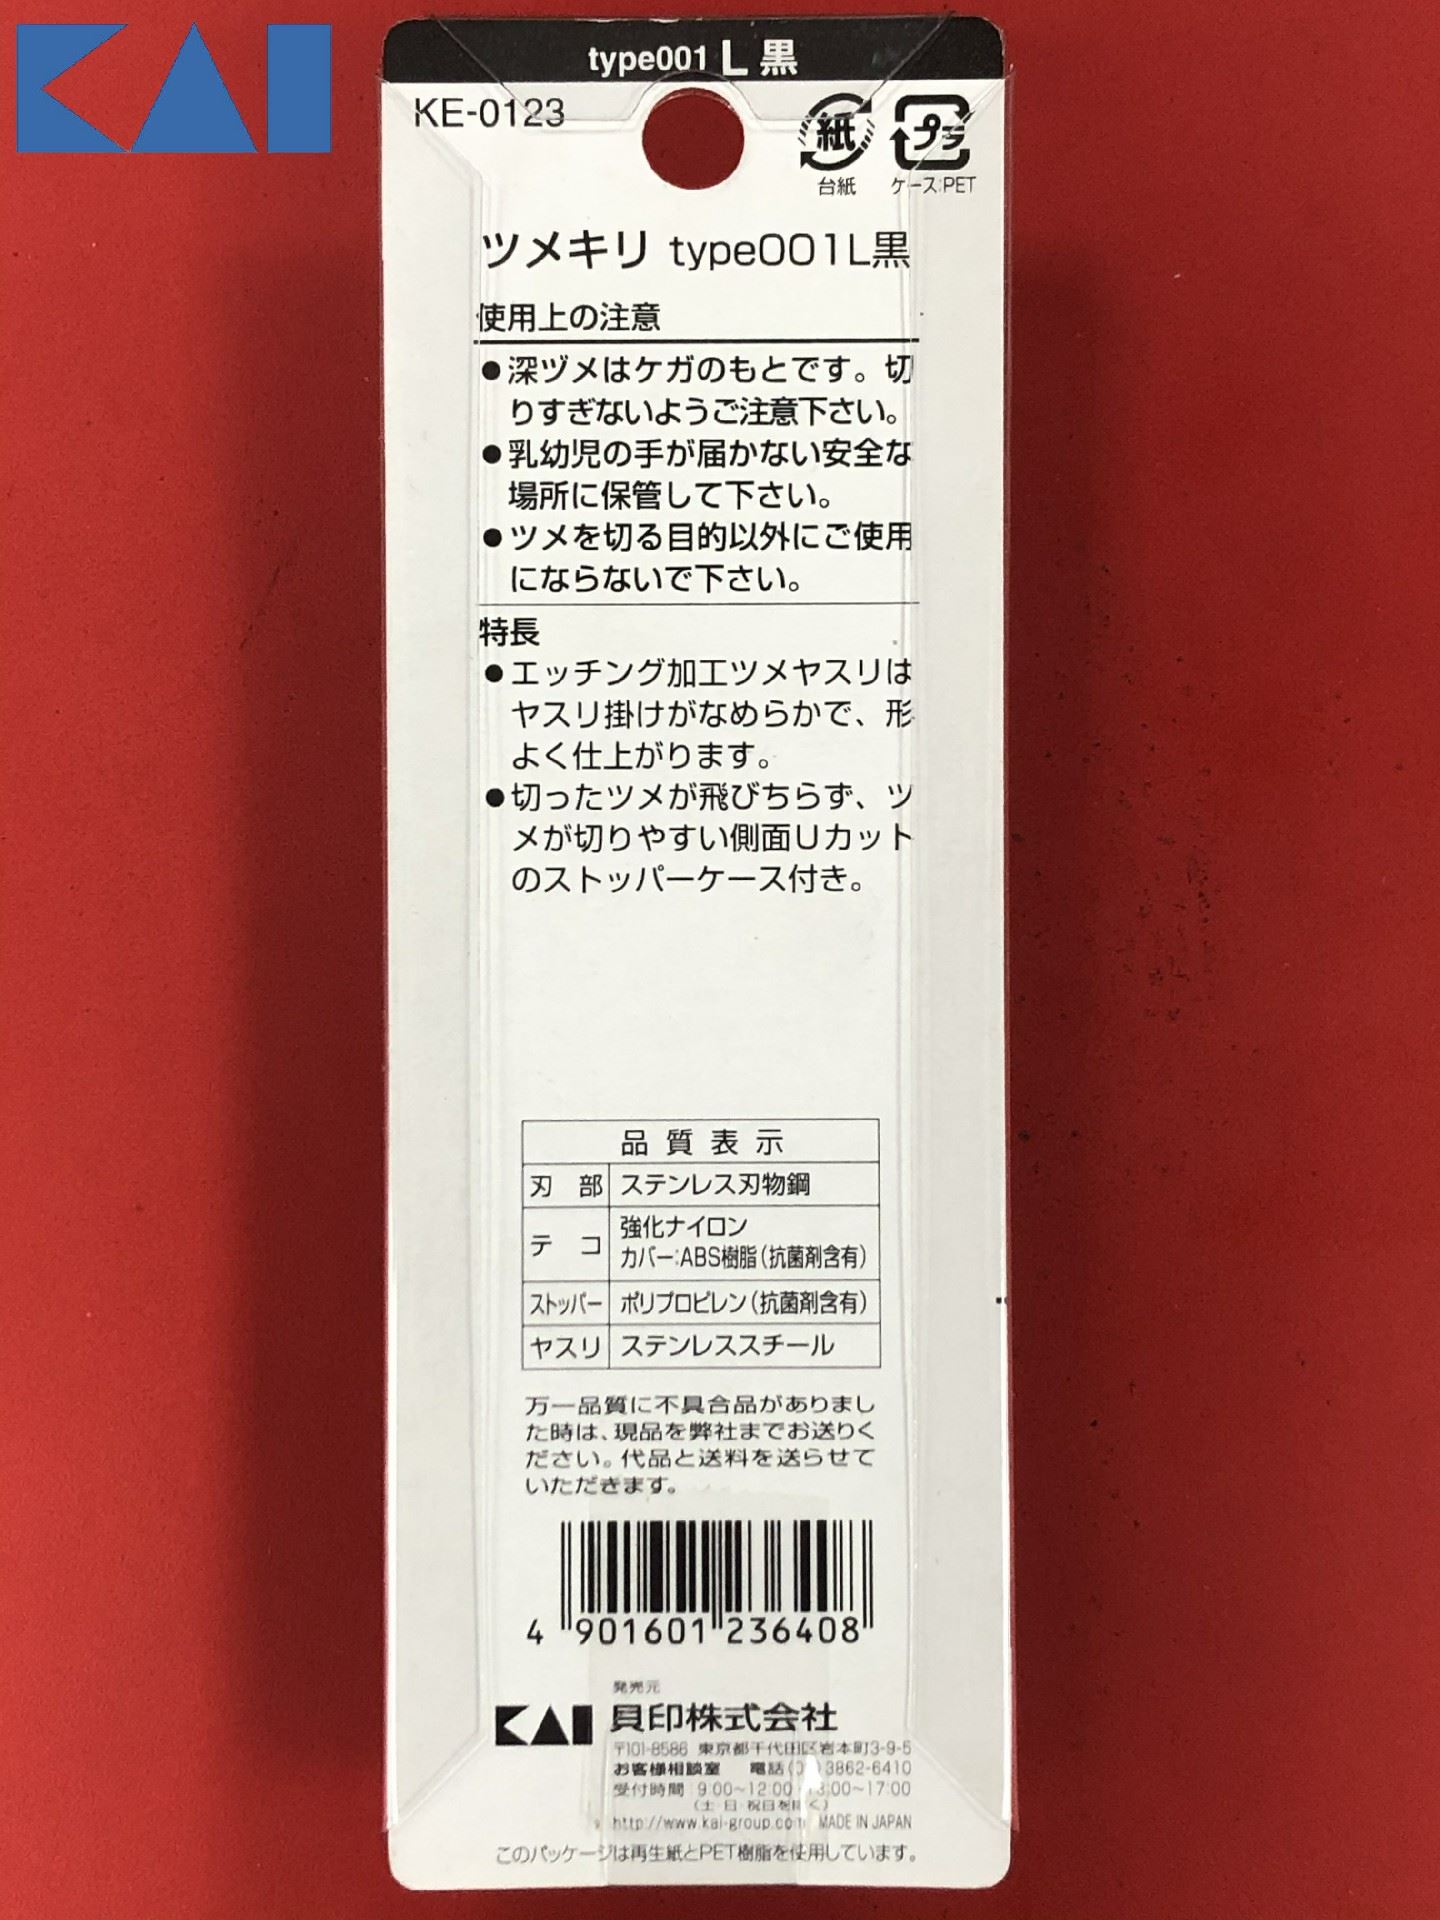 KAI
type001 L 黒
KE-0123
紙
プラ
台紙
ケース:PET
ツメキリ type001L黒
使用上の注意
●深ヅメはケガのもとです。切
りすぎないようご注意下さい。
●乳幼児の手が届かない安全な
場所に保管して下さい。
●ツメを切る目的以外にご使用
にならないで下さい。
特長
●エッチング加工ツメヤスリは
ヤスリ掛けがなめらかで、形
よく仕上がります。
●切ったツメが飛びちらず、ツ
メが切りやすい側面Uカット
のストッパーケース付き。
品質表示
刃部 ステンレス刃物鋼
テコ 強化ナイロン
カバー:ABS樹脂(抗菌剤含有)
ストッパー ポリプロピレン(抗菌剤含有)
ヤスリ ステンレススチール
万一品質に不具合品がありまし
た時は、現品を弊社までお送りく
ださい。代品と送料を送らせて
いただきます。
4 901601 236408
発売元
KAI 貝印株式会社
〒101-8586 東京都千代田区岩本町3-9-5
お客様相談室 電話 3862-6410
受付時間 9:00~12:00 13:00~17:00
(土・日・祝日を除く)
http://www.kai-group.com MADE IN JAPAN
このパッケージは再生紙とPET樹脂を使用しています。